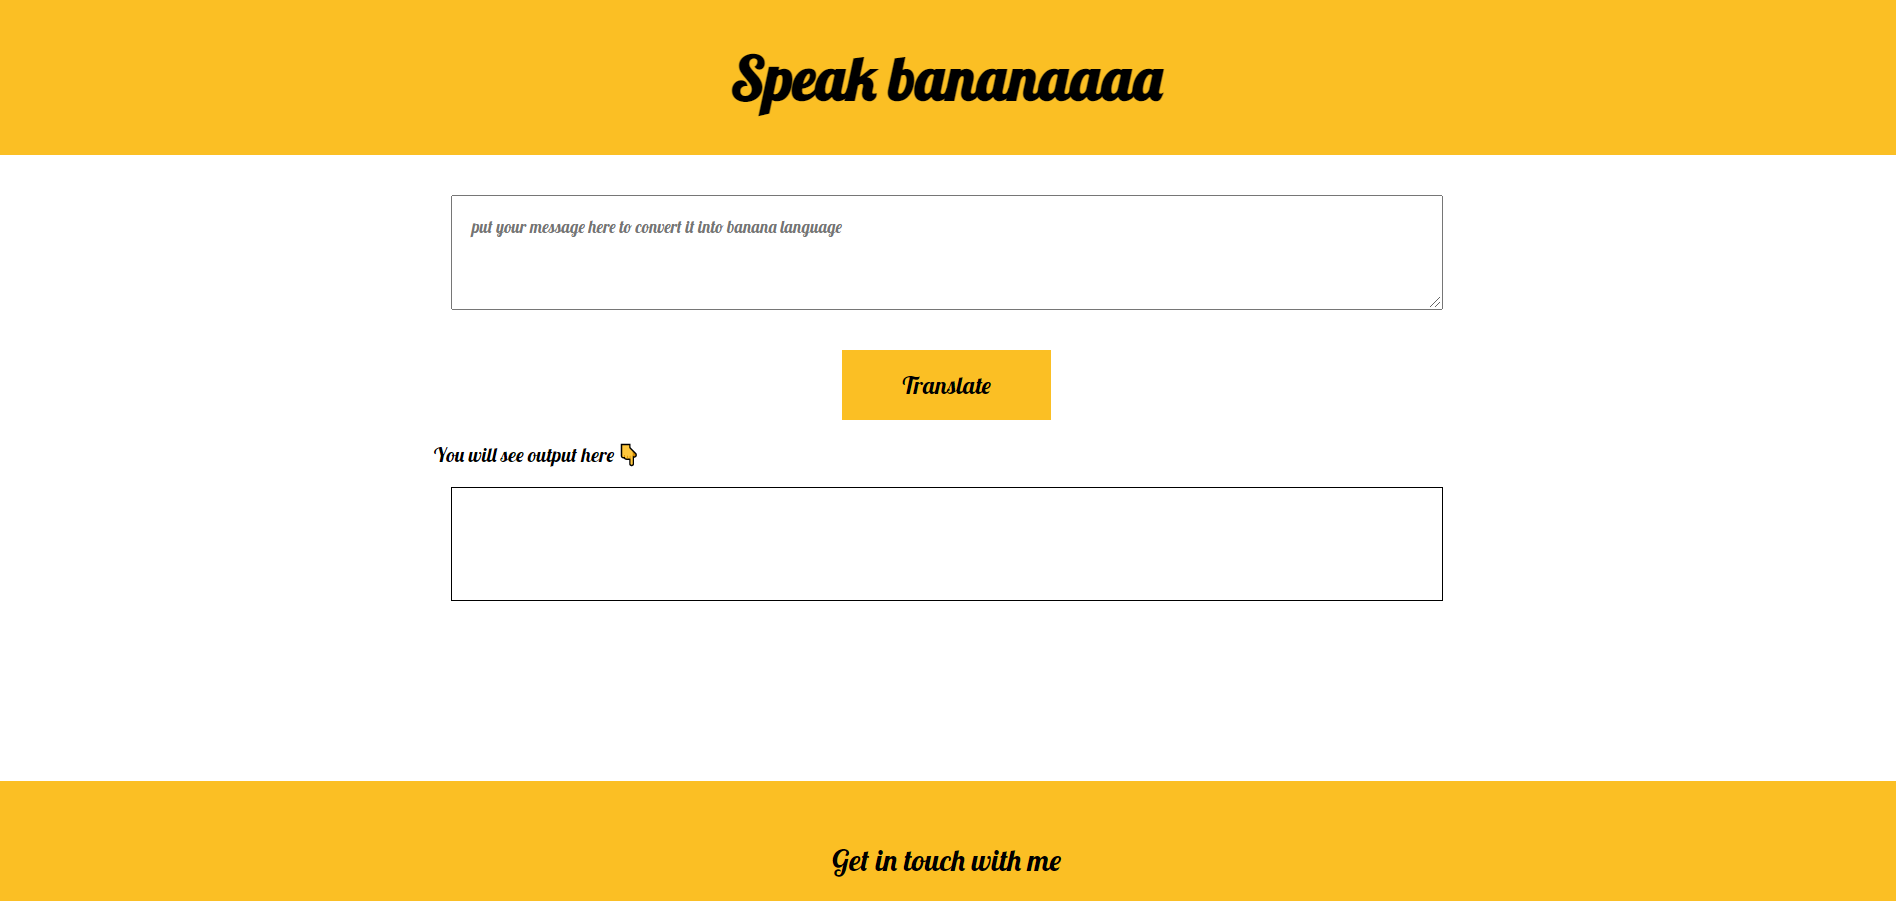 Speak bananaaaa
put your message here to convert it into banana language
Translate
You will see output here 👇
Get in touch with me